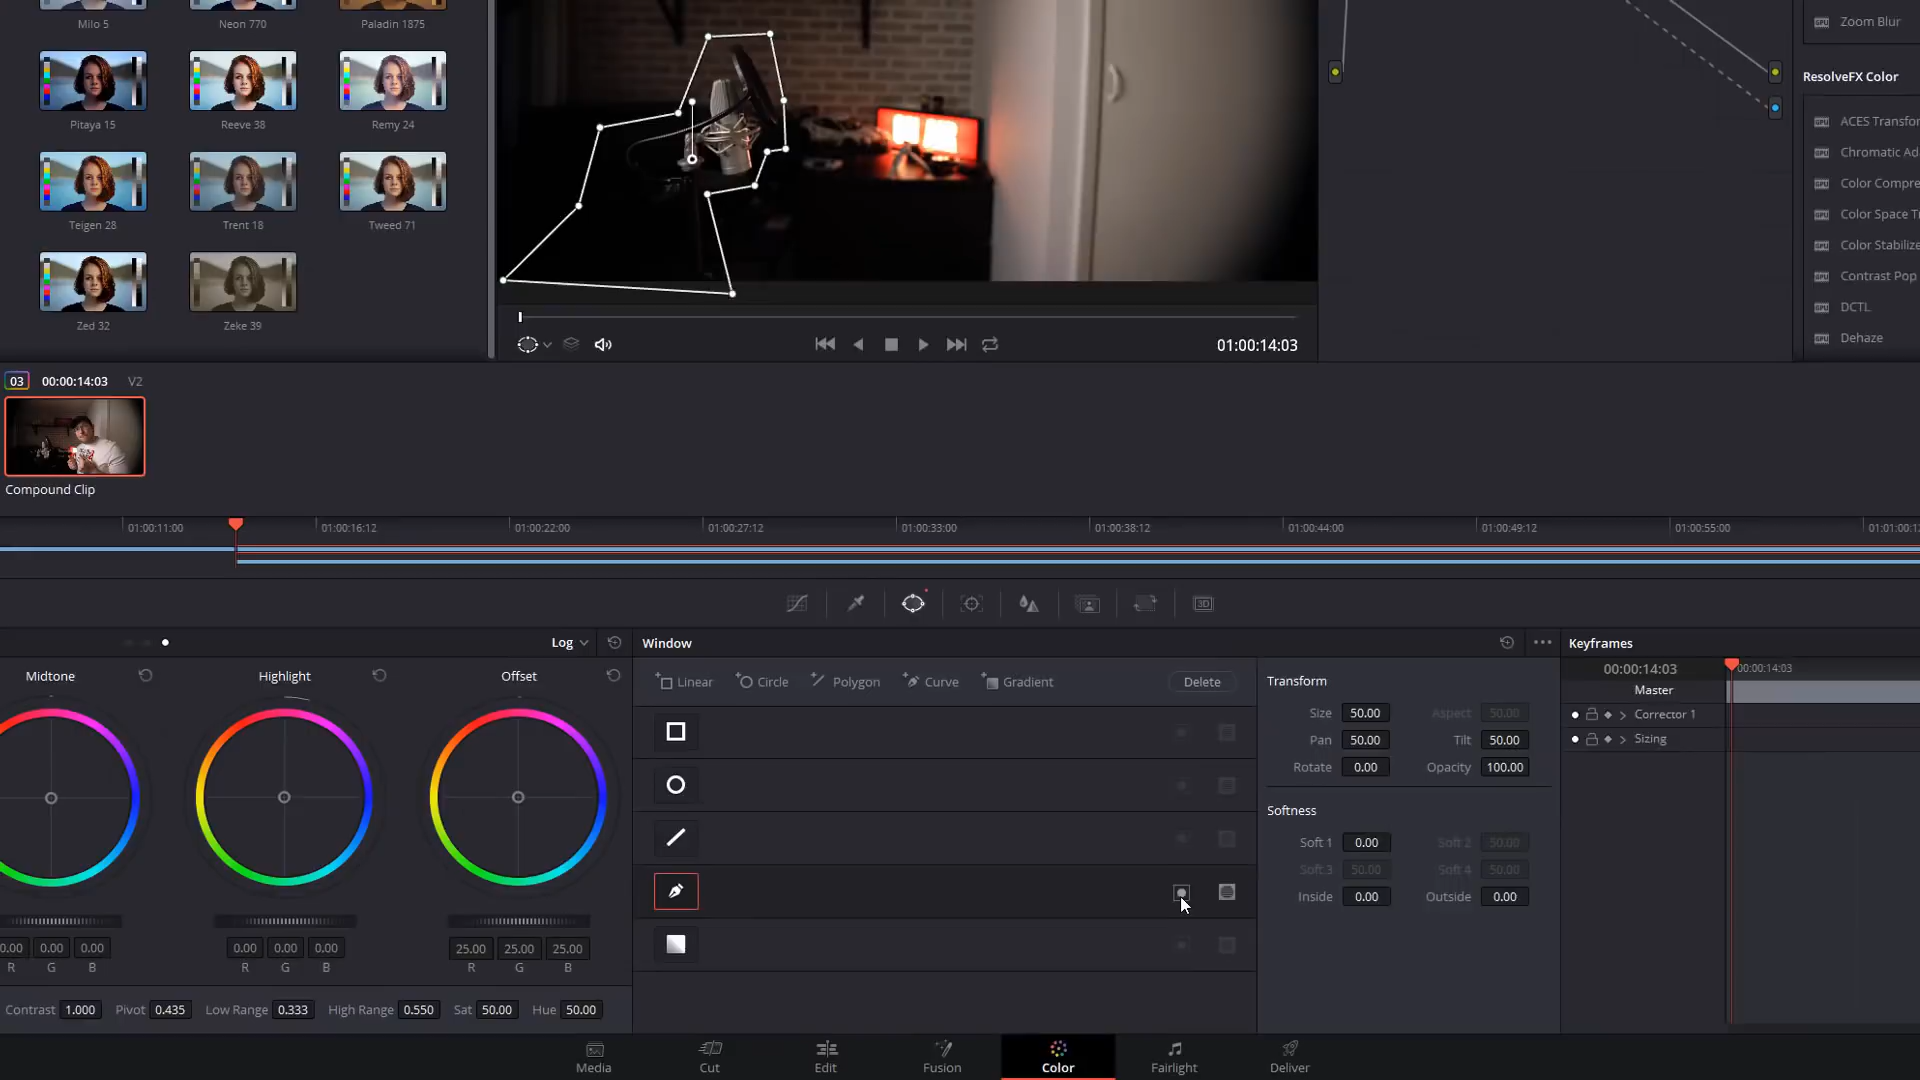 Milo 5
Neon 770
Paladin 1875
Pitaya 15
Reeve 38
Remy 24
Teigen 28
Trent 18
Tweed 71
Zed 32
Zeke 39
01:00:14:03
Zoom Blur
ResolveFX Color
ACES Transfor
Chromatic Ad
Color Compre
Color Space T
Color Stabilize
Contrast Pop
DCTL
Dehaze
03 00:00:14:03 V2
Compound Clip
01:00:11:00 01:00:16:12 01:00:22:00 01:00:27:12 01:00:33:00 01:00:38:12 01:00:44:00 01:00:49:12 01:00:55:00 01:01:00:1
3D
Log
Midtone Highlight Offset
0.00 0.00 0.00 0.00 0.00 0.00 25.00 25.00 25.00
R G B R G B R G B
Contrast 1.000 Pivot 0.435 Low Range 0.333 High Range 0.550 Sat 50.00 Hue 50.00
Window
Linear Circle Polygon Curve Gradient Delete
Transform
Size 50.00 Aspect 50.00
Pan 50.00 Tilt 50.00
Rotate 0.00 Opacity 100.00
Softness
Soft 1 0.00 Soft 2 50.00
Soft 3 50.00 Soft 4 50.00
Inside 0.00 Outside 0.00
Keyframes
00:00:14:03 00:00:14:03
Master
Corrector 1
Sizing
Media Cut Edit Fusion Color Fairlight Deliver